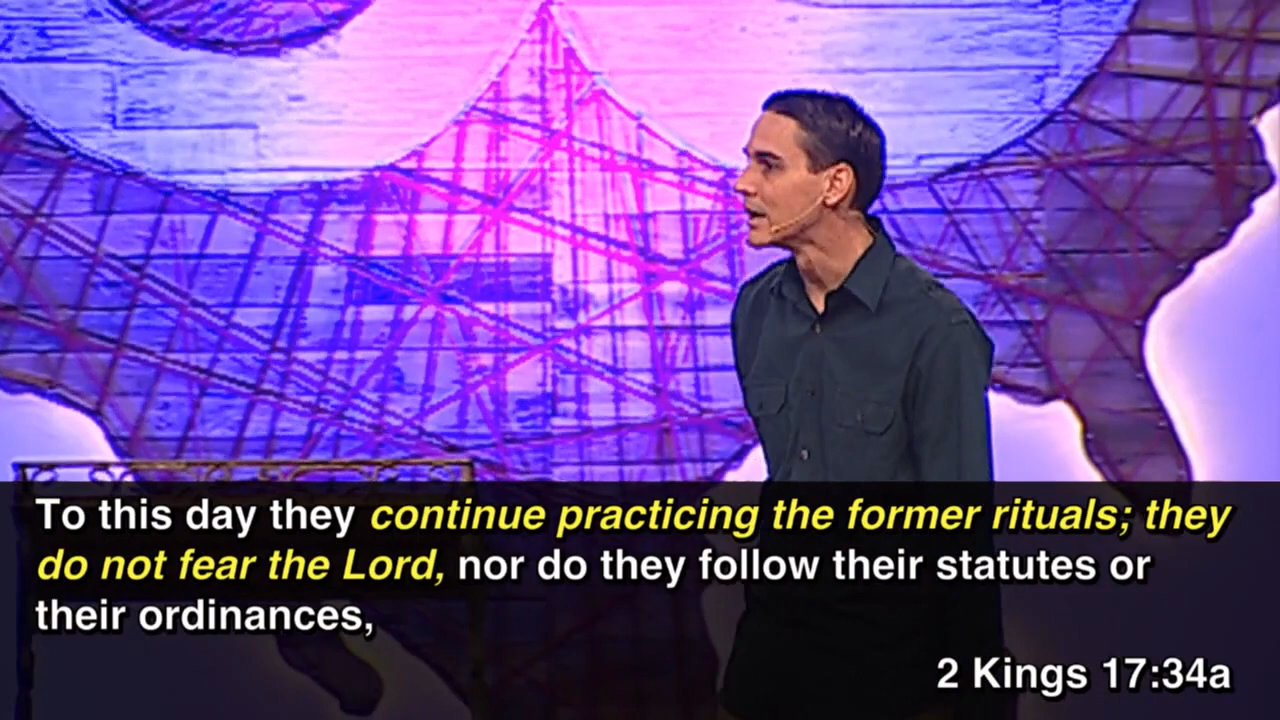 To this day they continue practicing the former rituals; they
do not fear the Lord, nor do they follow their statutes or
their ordinances,
2 Kings 17:34a